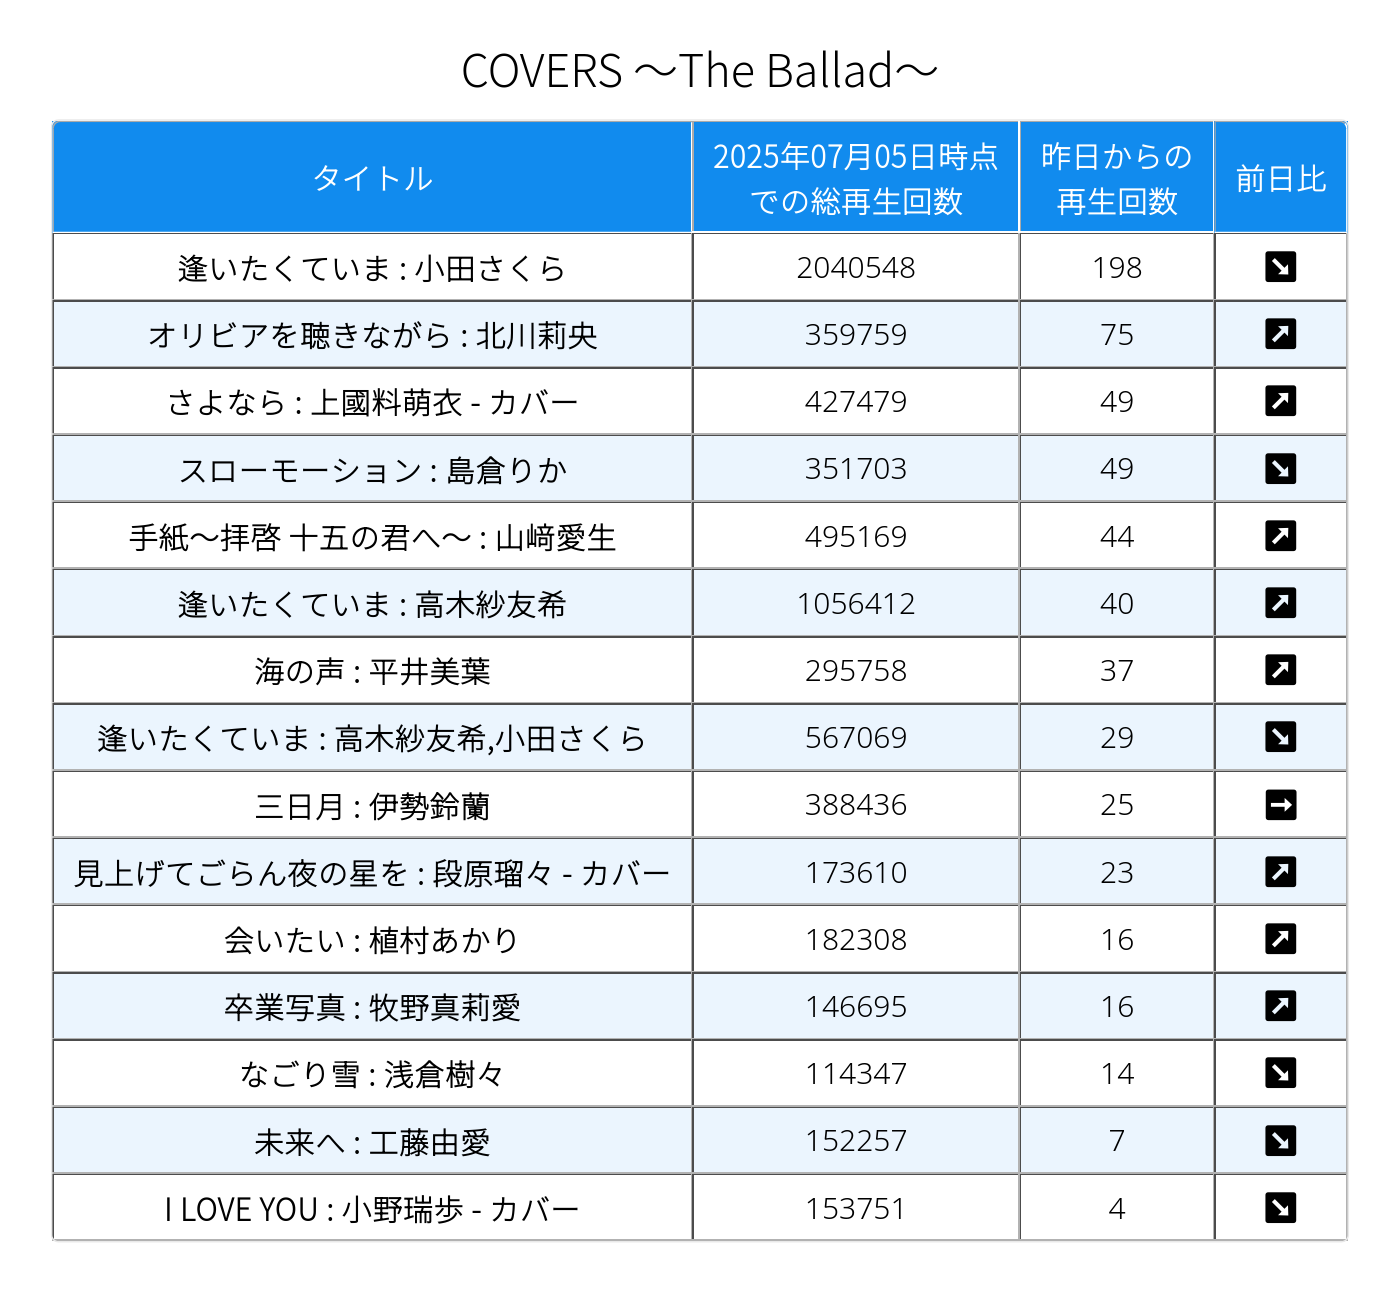 COVERS ～The Ballad～
タイトル 2025年07月05日時点での総再生回数 昨日からの再生回数 前日比
逢いたくていま : 小田さくら 2040548 198 ↘
オリビアを聴きながら : 北川莉央 359759 75 ↗
さよなら : 上國料萌衣 - カバー 427479 49 ↗
スローモーション : 島倉りか 351703 49 ↘
手紙～拝啓 十五の君へ～ : 山﨑愛生 495169 44 ↗
逢いたくていま : 高木紗友希 1056412 40 ↗
海の声 : 平井美葉 295758 37 ↗
逢いたくていま : 高木紗友希,小田さくら 567069 29 ↘
三日月 : 伊勢鈴蘭 388436 25 →
見上げてごらん夜の星を : 段原瑠々 - カバー 173610 23 ↗
会いたい : 植村あかり 182308 16 ↗
卒業写真 : 牧野真莉愛 146695 16 ↗
なごり雪 : 浅倉樹々 114347 14 ↘
未来へ : 工藤由愛 152257 7 ↘
I LOVE YOU : 小野瑞歩 - カバー 153751 4 ↘